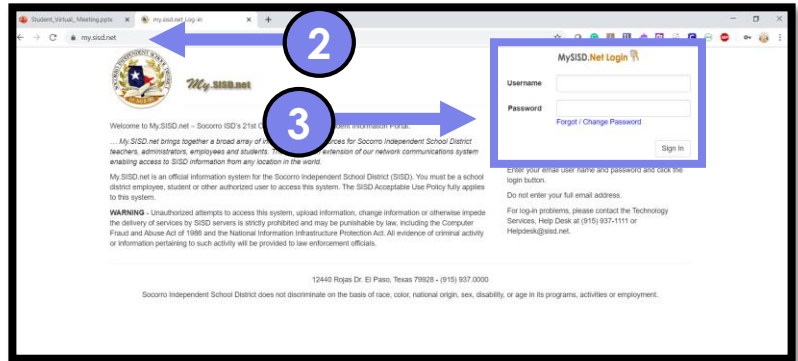 Student_Virtual_Meeting.pptx
my.sisd.net Log-in
my.sisd.net
2
MySISD.Net Login
SOCORRO INDEPENDENT SCHOOL DISTRICT
My.SISD.net
Username
Password
Forgot / Change Password
Sign In
3
Welcome to My.SISD.net – Socorro ISD's 21st C dent Information Portal.
.... My.SISD.net brings together a broad array of in rces for Socorro Independent School District
teachers, administrators, employees and students. Th extension of our network communications system
enabling access to SISD information from any location in the world.
My.SISD.net is an official information system for the Socorro Independent School District (SISD). You must be a school
district employee, student or other authorized user to access this system. The SISD Acceptable Use Policy fully applies
to this system.
WARNING - Unauthorized attempts to access this system, upload information, change information or otherwise impede
the delivery of services by SISD servers is strictly prohibited and may be punishable by law, including the Computer
Fraud and Abuse Act of 1986 and the National Information Infrastructure Protection Act. All evidence of criminal activity
or information pertaining to such activity will be provided to law enforcement officials.
Enter your email user name and password and click the
login button.
Do not enter your full email address.
For log-in problems, please contact the Technology
Services, Help Desk at (915) 937-1111 or
Helpdesk@sisd.net.
12440 Rojas Dr. El Paso, Texas 79928 - (915) 937.0000
Socorro Independent School District does not discriminate on the basis of race, color, national origin, sex, disability, or age in its programs, activities or employment.